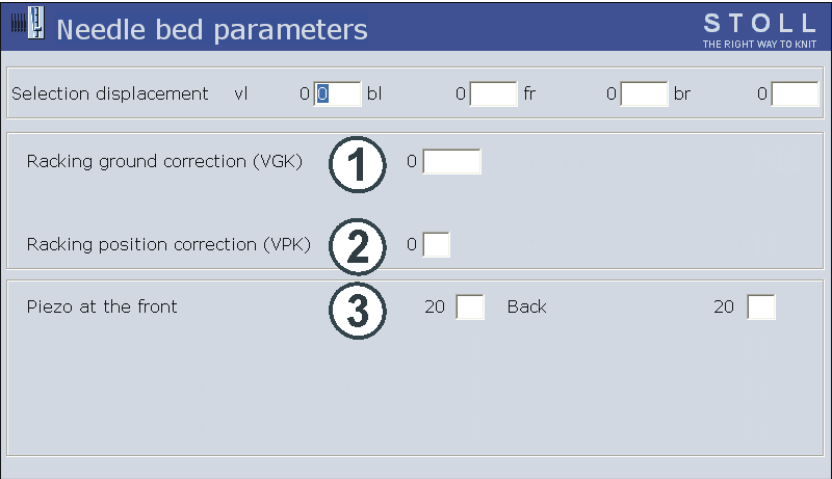 Needle bed parameters
STOLL
THE RIGHT WAY TO KNIT
Selection displacement vl 0 0 bl 0 fr 0 br 0
Racking ground correction (VGK) 1 0
Racking position correction (VPK) 2 0
Piezo at the front 3 20 Back 20